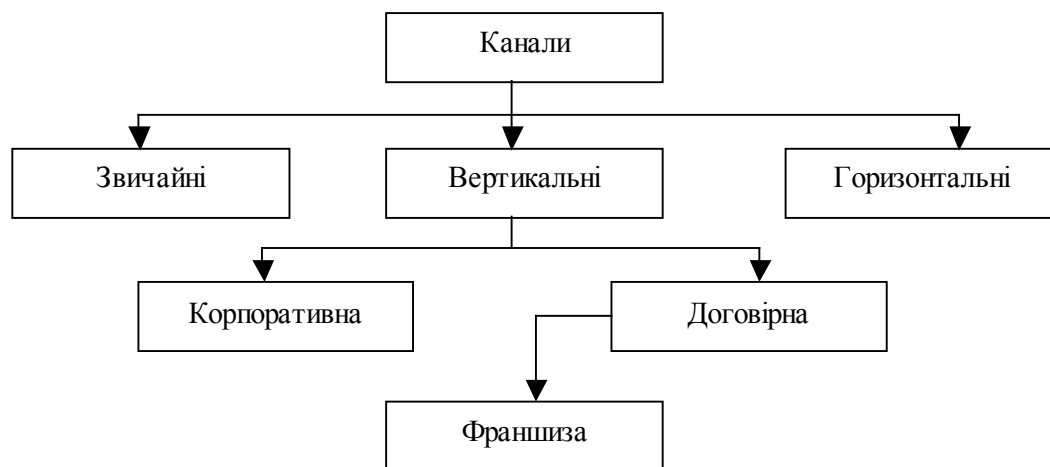 Канали
Звичайні
Вертикальні
Горизонтальні
Корпоративна
Договірна
Франшиза